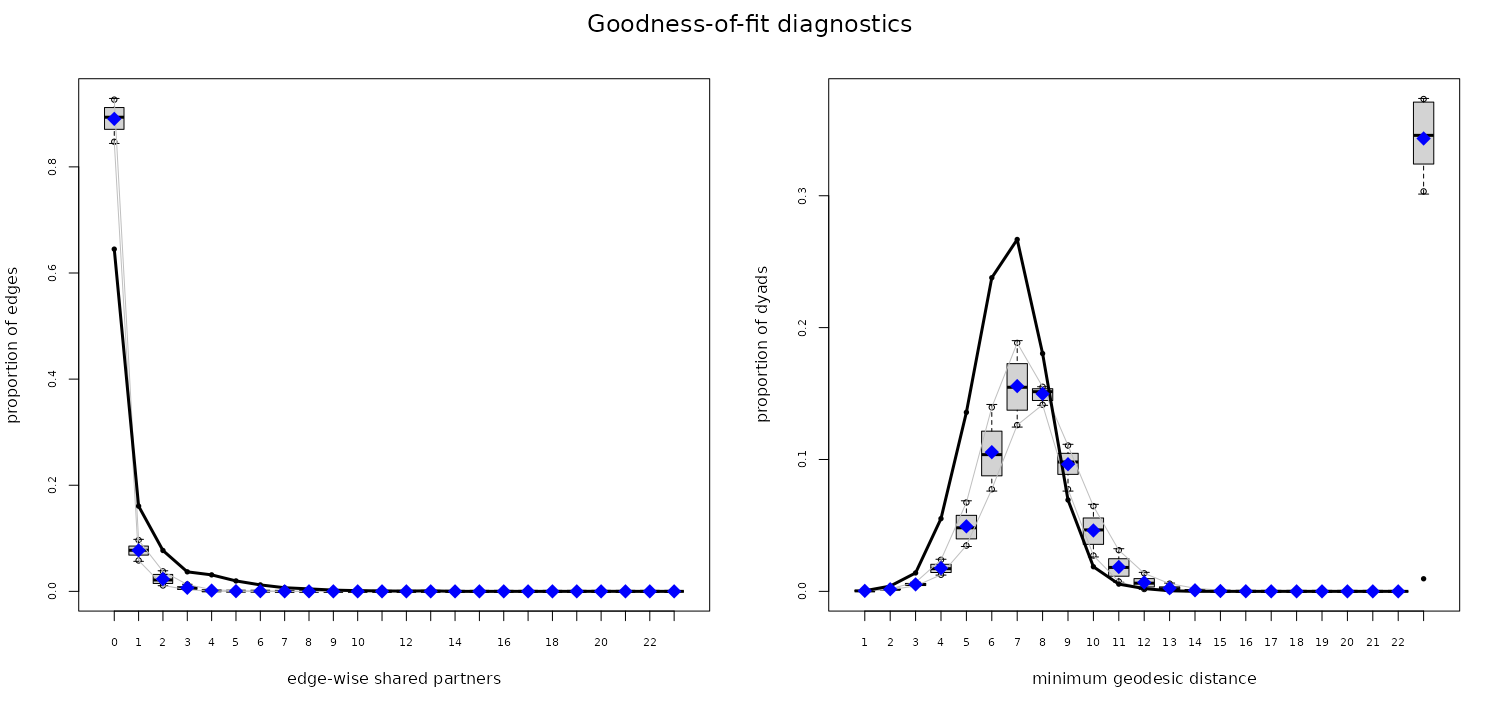 Goodness-of-fit diagnostics
proportion of edges
0.0 0.2 0.4 0.6 0.8
0 1 2 3 4 5 6 7 8 9 10 12 14 16 18 20 22
edge-wise shared partners
proportion of dyads
0.0 0.1 0.2 0.3
1 2 3 4 5 6 7 8 9 10 11 12 13 14 15 16 17 18 19 20 21 22
minimum geodesic distance